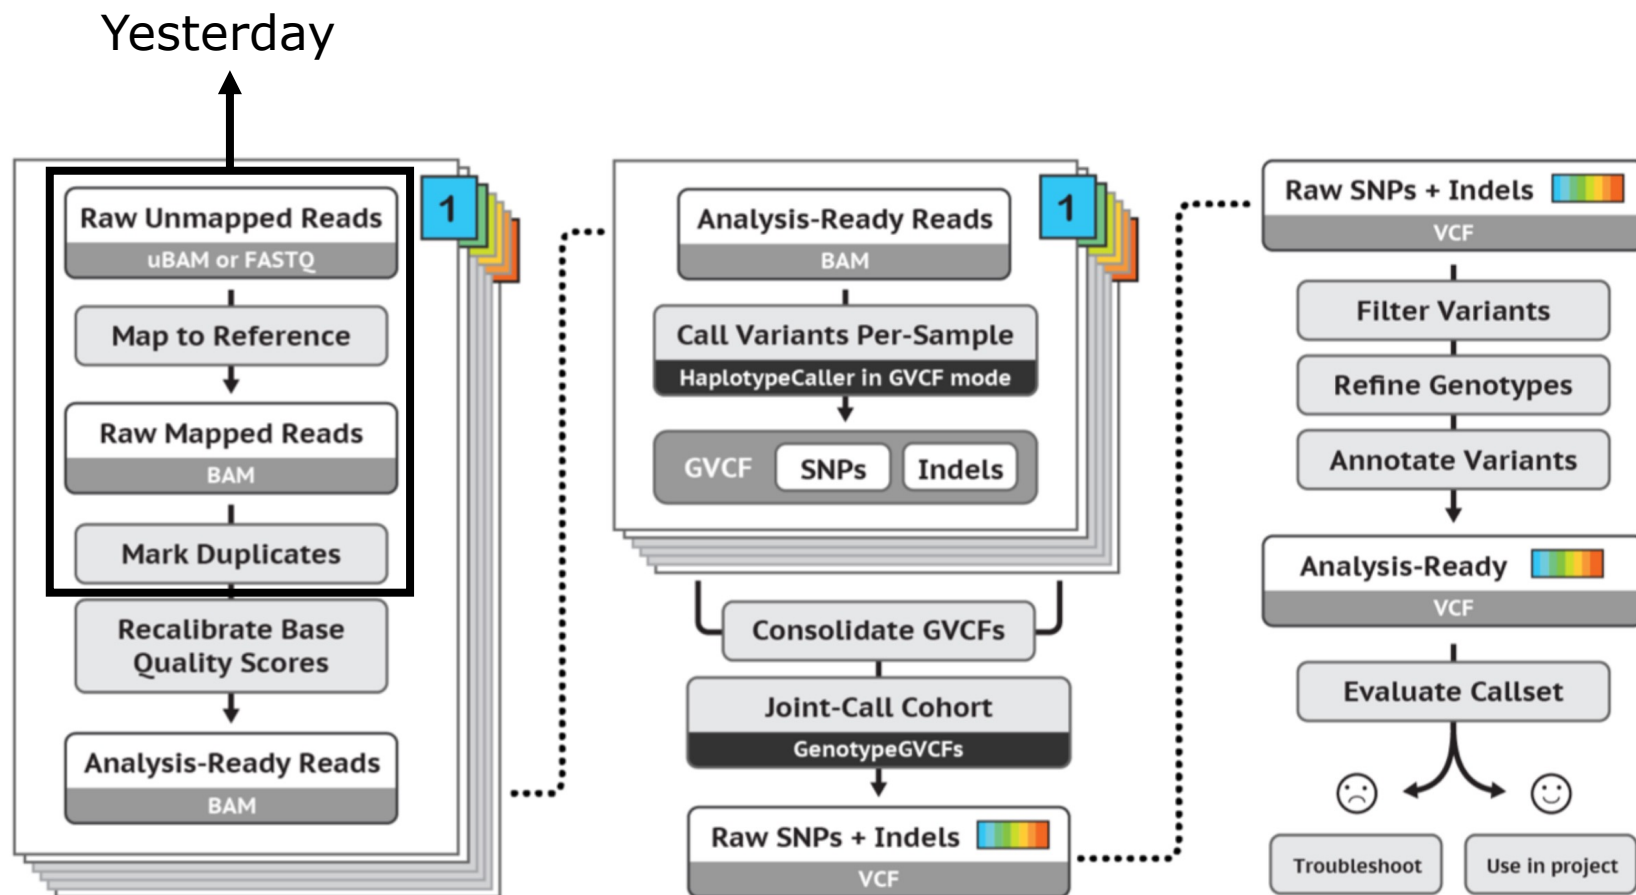 Yesterday
1
Raw Unmapped Reads
uBAM or FASTQ
Map to Reference
Raw Mapped Reads
BAM
Mark Duplicates
Recalibrate Base
Quality Scores
Analysis-Ready Reads
BAM
1
Analysis-Ready Reads
BAM
Call Variants Per-Sample
HaplotypeCaller in GVCF mode
GVCF SNPs Indels
Consolidate GVCFs
Joint-Call Cohort
GenotypeGVCFs
Raw SNPs + Indels
VCF
Raw SNPs + Indels
VCF
Filter Variants
Refine Genotypes
Annotate Variants
Analysis-Ready
VCF
Evaluate Callset
Troubleshoot Use in project